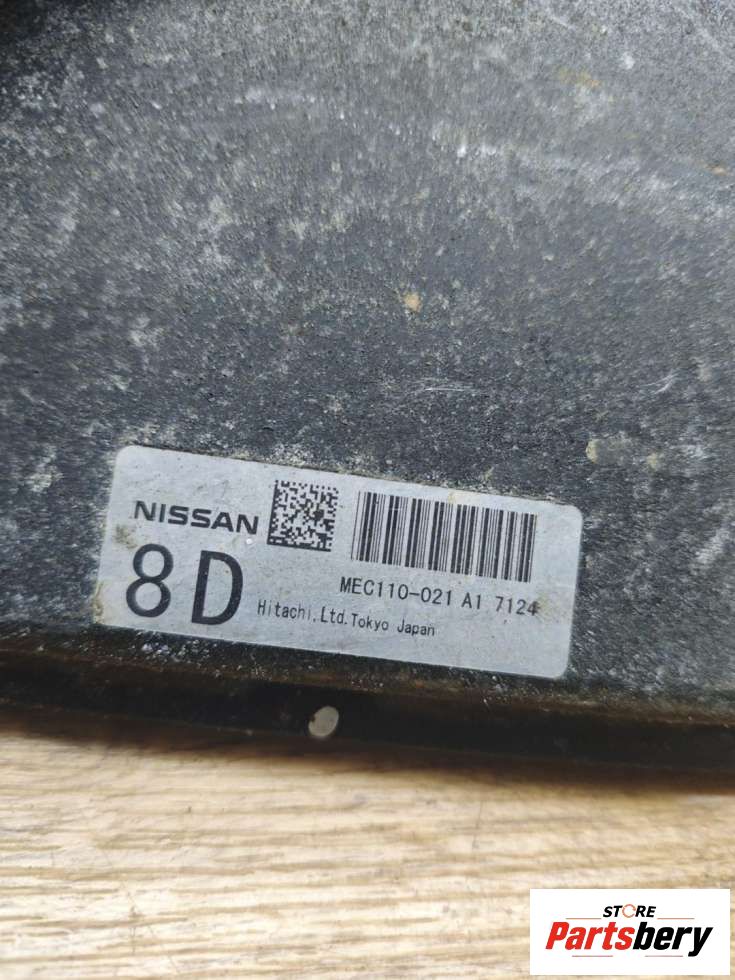 NISSAN
8D
MEC110-021 A1 7124
Hitachi,Ltd.Tokyo Japan
STORE
Partsbery